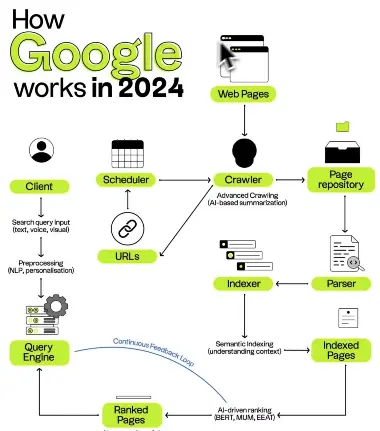 How
Google
works in 2024
Web Pages
Client
Scheduler
Crawler
Page
repository
Advanced Crawling
(AI-based summarization)
Search query input
(text, voice, visual)
URLs
Preprocessing
(NLP, personalisation)
Indexer
Parser
Query
Engine
Continuous Feedback Loop
Semantic Indexing
(understanding context)
Indexed
Pages
Ranked
Pages
AI-driven ranking
(BERT, MUM, EEAT)